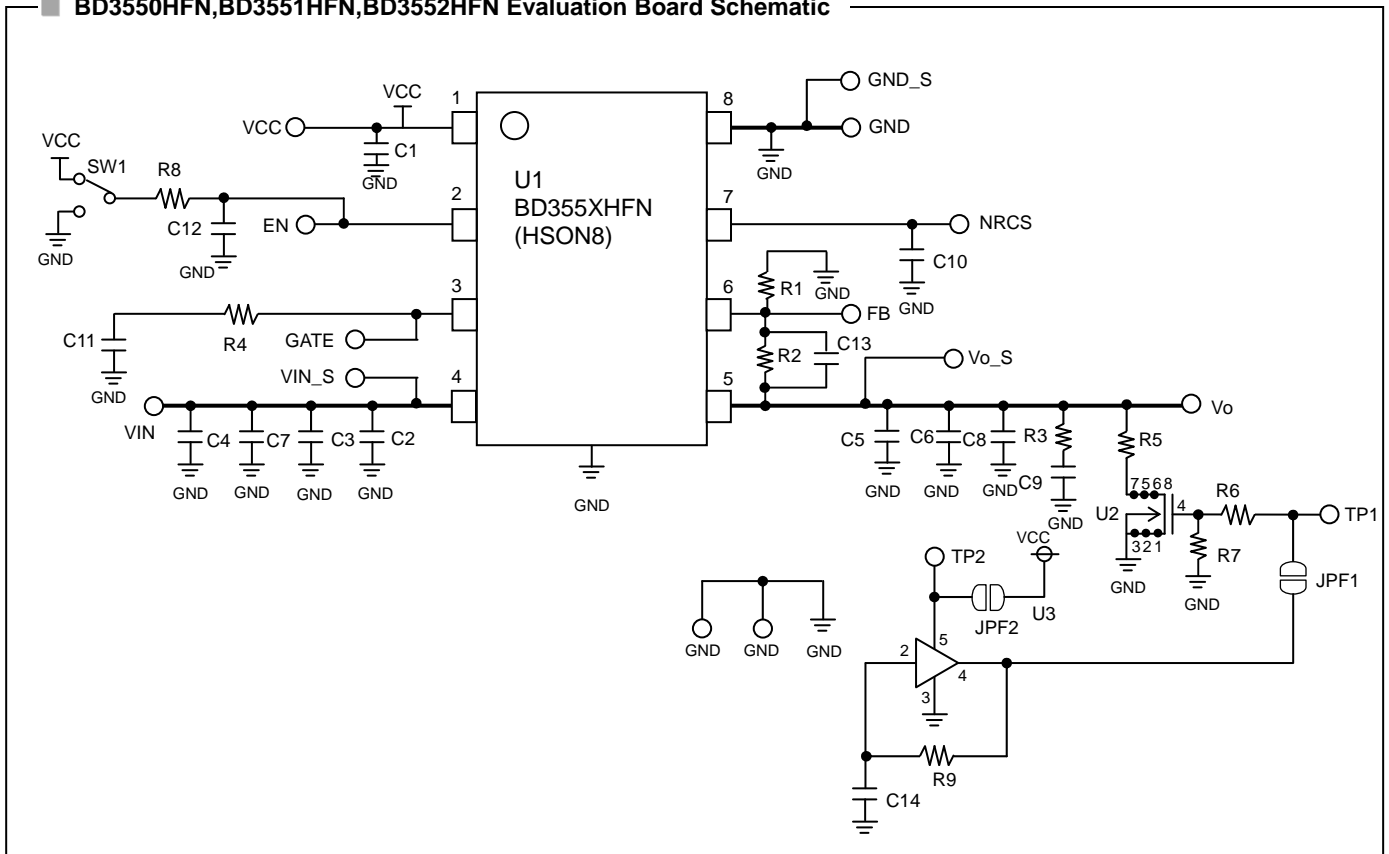 BD3550HFN,BD3551HFN,BD3552HFN Evaluation Board Schematic
GND_S
VCC
1
8
VCC
GND
VCC
C1
SW1
R8
GND
GND
U1
BD355XHFN
(HSON8)
2
7
C12
EN
NRCS
GND
GND
C10
R1
GND
GND
3
6
FB
C11
R4
GATE
R2
C13
Vo_S
VIN_S
GND
4
5
VIN
Vo
C4
C7
C3
C2
C5
C6
C8
R3
R5
GND
GND
GND
GND
GND
GND
GND
GND
C9
GND
7568
U2
4
R6
TP1
321
R7
GND
GND
JPF1
VCC
TP2
JPF2
U3
GND
GND
GND
5
2
4
3
R9
C14